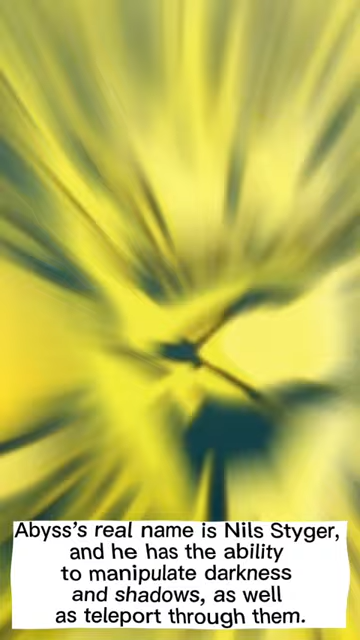 Abyss's real name is Nils Styger,
and he has the ability
to manipulate darkness
and shadows, as well
as teleport through them.